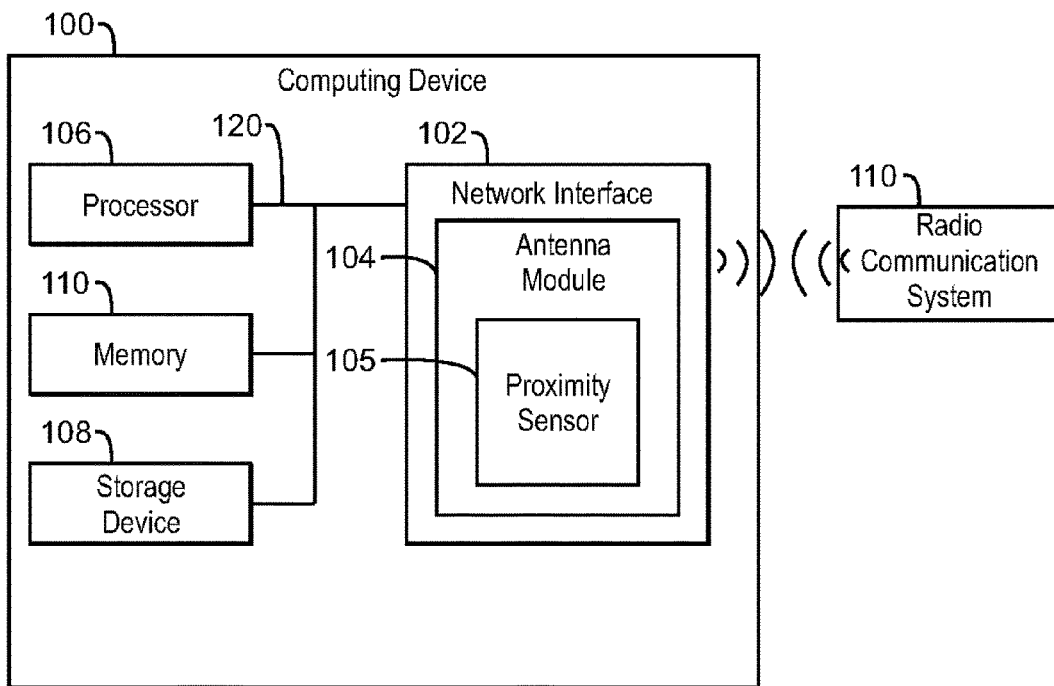 100
Computing Device
106
120
102
Processor
Network Interface
110
Radio
Communication
System
104
Antenna
Module
110
Memory
105
Proximity
Sensor
108
Storage
Device